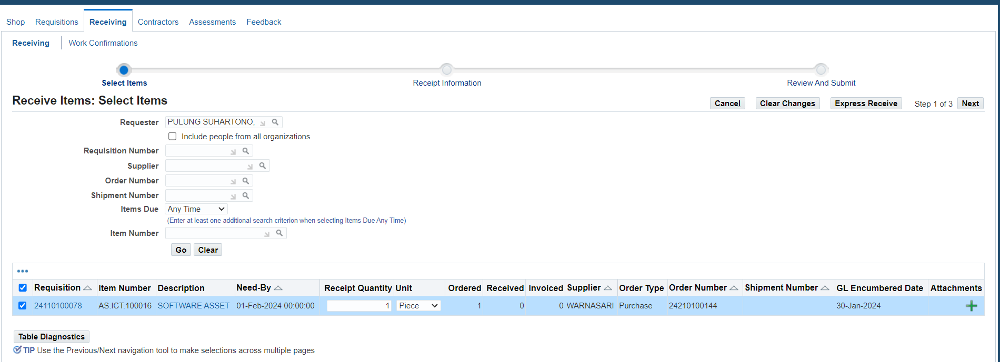 Shop Requisitions Receiving Contractors Assessments Feedback
Receiving Work Confirmations
Select Items Receipt Information Review And Submit
Receive Items: Select Items Cancel Clear Changes Express Receive Step 1 of 3 Next
Requester PULUNG SUHARTONO,
Include people from all organizations
Requisition Number
Supplier
Order Number
Shipment Number
Items Due Any Time
(Enter at least one additional search criterion when selecting Items Due Any Time)
Item Number
Go Clear
Requisition Item Number Description Need-By Receipt Quantity Unit Ordered Received Invoiced Supplier Order Type Order Number Shipment Number GL Encumbered Date Attachments
24110100078 AS.ICT.100016 SOFTWARE ASSET 01-Feb-2024 00:00:00 1 Piece 1 0 0 WARNASARI Purchase 24210100144 30-Jan-2024
Table Diagnostics
TIP Use the Previous/Next navigation tool to make selections across multiple pages